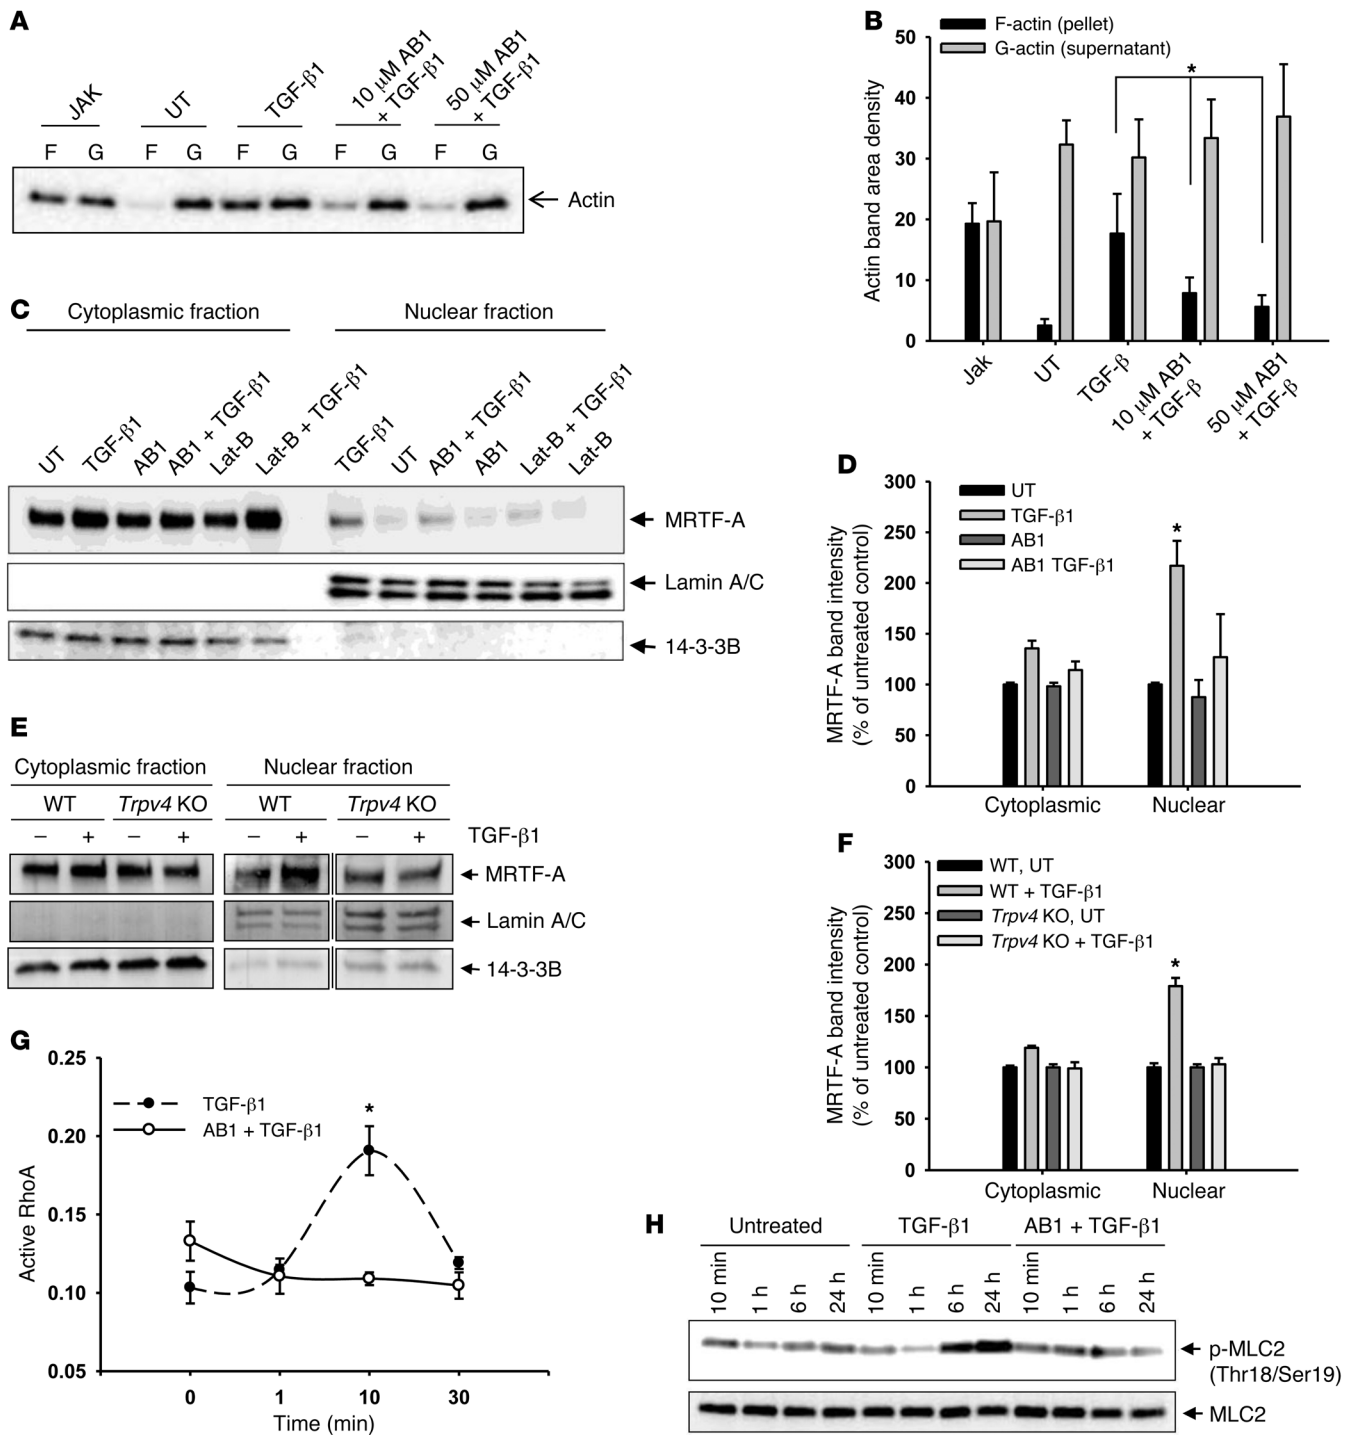 A
JAK
UT
TGF-β1
10 μM AB1
+ TGF-β1
50 μM AB1
+ TGF-β1
F G F G F G F G F G
Actin
B
F-actin (pellet)
G-actin (supernatant)
Actin band area density
50
40
30
20
10
0
*
Jak
UT
TGF-β
10 μM AB1
+ TGF-β
50 μM AB1
+ TGF-β
C
Cytoplasmic fraction
Nuclear fraction
UT
TGF-β1
AB1
AB1 + TGF-β1
Lat-B
Lat-B + TGF-β1
TGF-β1
UT
AB1 + TGF-β1
AB1
Lat-B + TGF-β1
Lat-B
MRTF-A
Lamin A/C
14-3-3B
D
MRTF-A band intensity
(% of untreated control)
300
250
200
150
100
50
0
UT
TGF-β1
AB1
AB1 TGF-β1
*
Cytoplasmic
Nuclear
E
Cytoplasmic fraction
Nuclear fraction
WT
Trpv4 KO
WT
Trpv4 KO
– + – + – + – + TGF-β1
MRTF-A
Lamin A/C
14-3-3B
F
MRTF-A band intensity
(% of untreated control)
300
250
200
150
100
50
0
WT, UT
WT + TGF-β1
Trpv4 KO, UT
Trpv4 KO + TGF-β1
*
Cytoplasmic
Nuclear
G
Active RhoA
0.25
0.20
0.15
0.10
0.05
TGF-β1
AB1 + TGF-β1
*
0 1 10 30
Time (min)
H
Untreated
TGF-β1
AB1 + TGF-β1
10 min
1 h
6 h
24 h
10 min
1 h
6 h
24 h
10 min
1 h
6 h
24 h
p-MLC2
(Thr18/Ser19)
MLC2